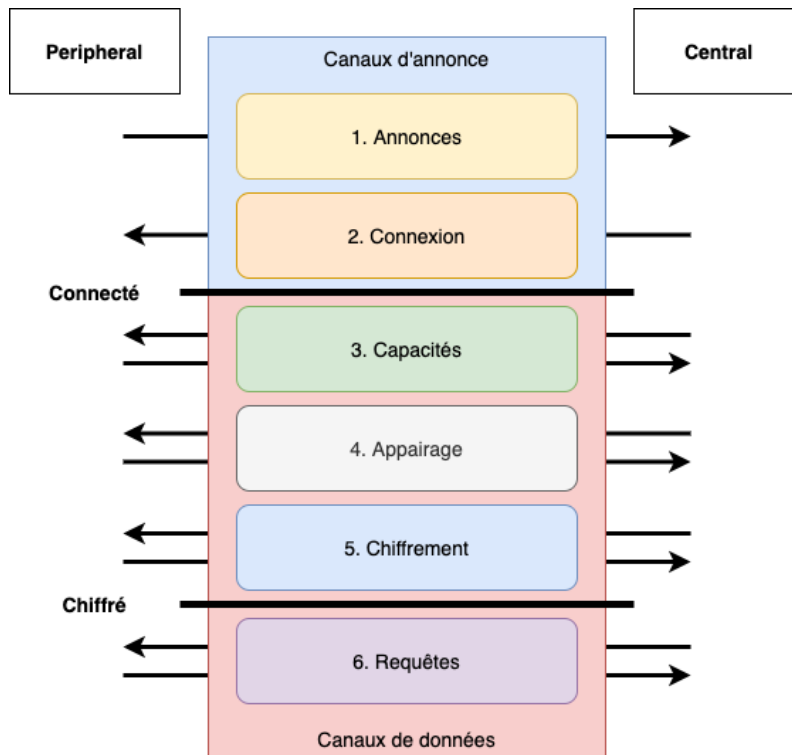 Peripheral
Canaux d'annonce
Central
1. Annonces
2. Connexion
Connecté
3. Capacités
4. Appairage
5. Chiffrement
Chiffré
6. Requêtes
Canaux de données